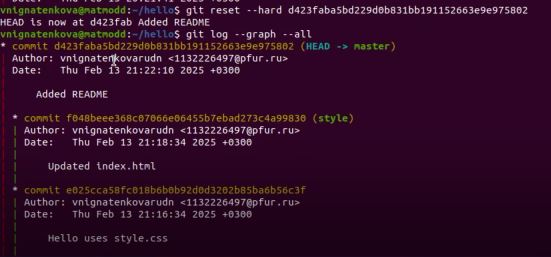 vnignatenkova@matmodd:~/hello$ git reset --hard d423faba5bd229d0b831bb191152663e9e975802
HEAD is now at d423fab Added README
vnignatenkova@matmodd:~/hello$ git log --graph --all
* commit d423faba5bd229d0b831bb191152663e9e975802 (HEAD -> master)
| Author: vnignatenkovarudn <1132226497@pfur.ru>
| Date:   Thu Feb 13 21:22:10 2025 +0300
|
|     Added README
|
| * commit f048beee368c07066e06455b7ebad273c4a99830 (style)
| | Author: vnignatenkovarudn <1132226497@pfur.ru>
| | Date:   Thu Feb 13 21:18:34 2025 +0300
| |
| |     Updated index.html
| |
| * commit e025cca58fc018b6b0b92d0d3202b85ba6b56c3f
| | Author: vnignatenkovarudn <1132226497@pfur.ru>
| | Date:   Thu Feb 13 21:16:34 2025 +0300
| |
| |     Hello uses style.css
| |